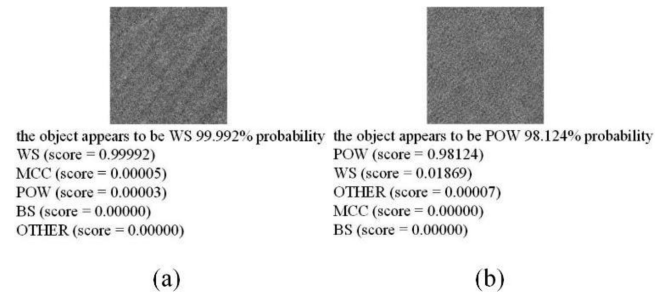 the object appears to be WS 99.992% probability
WS (score = 0.99992)
MCC (score = 0.00005)
POW (score = 0.00003)
BS (score = 0.00000)
OTHER (score = 0.00000)
(a)
the object appears to be POW 98.124% probability
POW (score = 0.98124)
WS (score = 0.01869)
OTHER (score = 0.00007)
MCC (score = 0.00000)
BS (score = 0.00000)
(b)